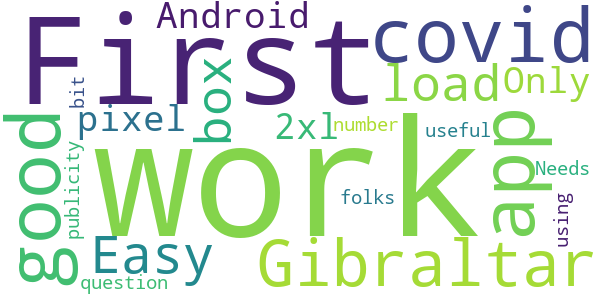 Android
First
covid
bit
box
load
Only
pixel
2xl
number
useful
good
publicity
work
app
Needs
folks
using
Easy
Gibraltar
question